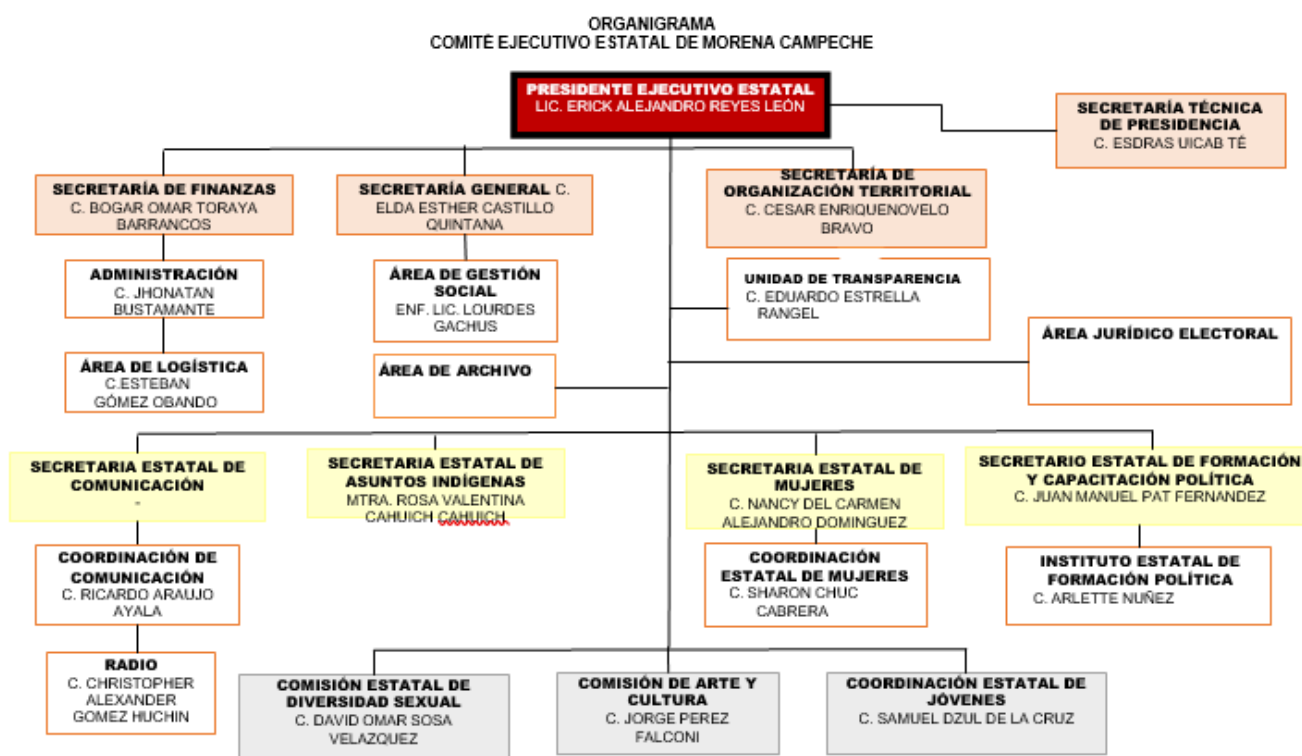 ORGANIGRAMA
COMITÉ EJECUTIVO ESTATAL DE MORENA CAMPECHE
PRESIDENTE EJECUTIVO ESTATAL
LIC. ERICK ALEJANDRO REYES LEÓN
SECRETARÍA TÉCNICA
DE PRESIDENCIA
C. ESDRAS UICAB TÉ
SECRETARÍA DE FINANZAS
C. BOGAR OMAR TORAYA
BARRANCOS
SECRETARÍA GENERAL C.
ELDA ESTHER CASTILLO
QUINTANA
SECRETARÍA DE
ORGANIZACIÓN TERRITORIAL
C. CESAR ENRIQUENOVELO
BRAVO
ADMINISTRACIÓN
C. JHONATAN
BUSTAMANTE
ÁREA DE GESTIÓN
SOCIAL
ENF. LIC. LOURDES
GACHUS
UNIDAD DE TRANSPARENCIA
C. EDUARDO ESTRELLA
RANGEL
ÁREA JURÍDICO ELECTORAL
ÁREA DE LOGÍSTICA
C.ESTEBAN
GÓMEZ OBANDO
ÁREA DE ARCHIVO
SECRETARIA ESTATAL DE
COMUNICACIÓN
-
SECRETARIA ESTATAL DE
ASUNTOS INDÍGENAS
MTRA. ROSA VALENTINA
CAHUICH CAHUICH
SECRETARIA ESTATAL DE
MUJERES
C. NANCY DEL CARMEN
ALEJANDRO DOMINGUEZ
SECRETARIO ESTATAL DE FORMACIÓN
Y CAPACITACIÓN POLÍTICA
C. JUAN MANUEL PAT FERNANDEZ
COORDINACIÓN DE
COMUNICACIÓN
C. RICARDO ARAUJO
AYALA
COORDINACIÓN
ESTATAL DE MUJERES
C. SHARON CHUC
CABRERA
INSTITUTO ESTATAL DE
FORMACIÓN POLÍTICA
C. ARLETTE NUÑEZ
RADIO
C. CHRISTOPHER
ALEXANDER
GOMEZ HUCHIN
COMISIÓN ESTATAL DE
DIVERSIDAD SEXUAL
C. DAVID OMAR SOSA
VELAZQUEZ
COMISIÓN DE ARTE Y
CULTURA
C. JORGE PEREZ
FALCONI
COORDINACIÓN ESTATAL DE
JÓVENES
C. SAMUEL DZUL DE LA CRUZ